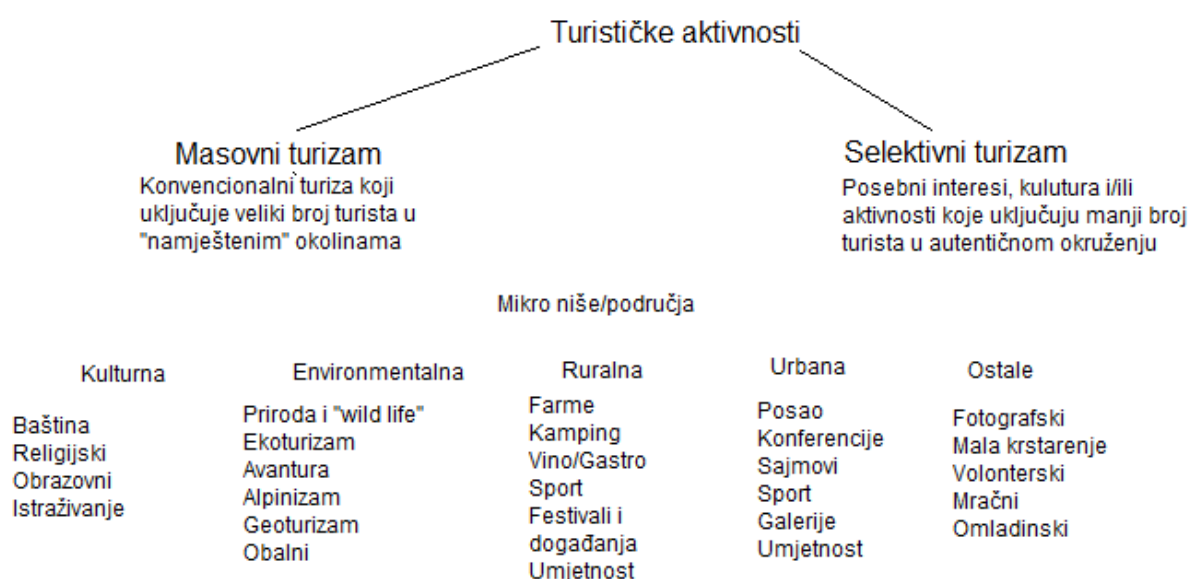 Turističke aktivnosti
Masovni turizam
Konvencionalni turiza koji
uključuje veliki broj turista u
"namještenim" okolinama
Selektivni turizam
Posebni interesi, kulutura i/ili
aktivnosti koje uključuju manji broj
turista u autentičnom okruženju
Mikro niše/područja
Kulturna
Baština
Religijski
Obrazovni
Istraživanje
Environmentalna
Priroda i "wild life"
Ekoturizam
Avantura
Alpinizam
Geoturizam
Obalni
Ruralna
Farme
Kamping
Vino/Gastro
Sport
Festivali i
događanja
Umjetnost
Urbana
Posao
Konferencije
Sajmovi
Sport
Galerije
Umjetnost
Ostale
Fotografski
Mala krstarenje
Volonterski
Mračni
Omladinski